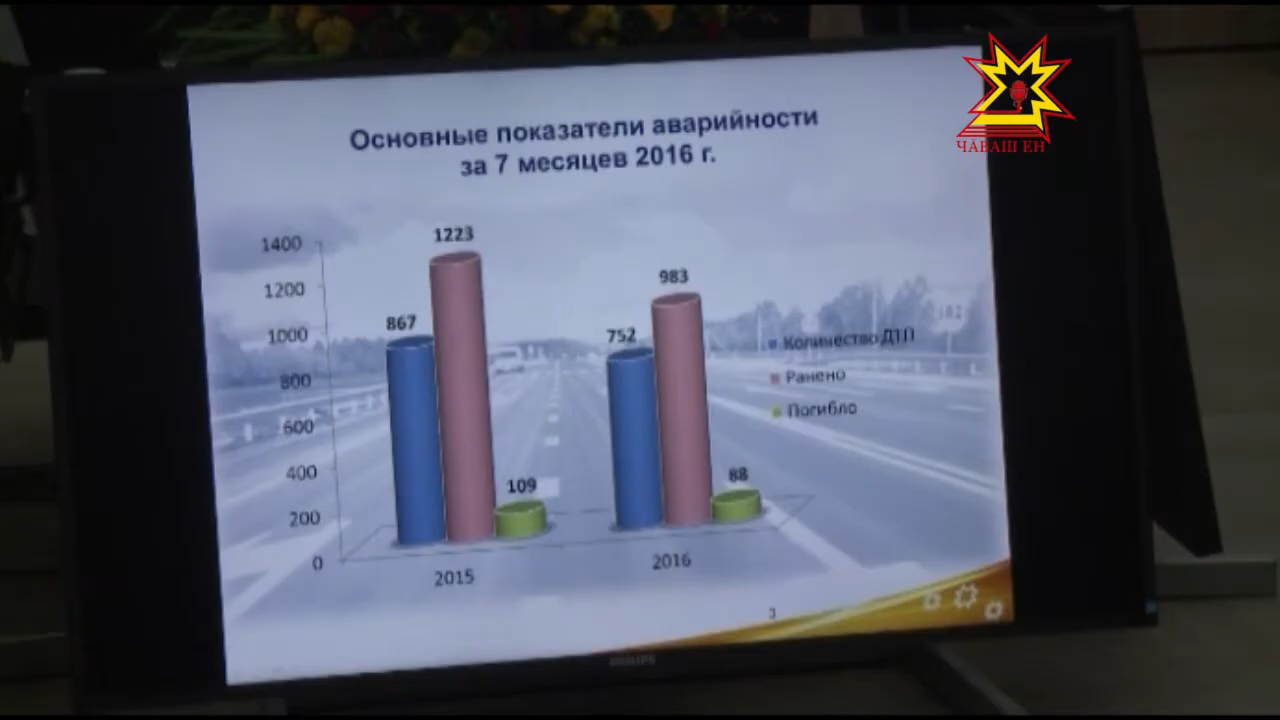 Основные показатели аварийности
за 7 месяцев 2016 г.
ЧӐВАШ ЕН
1400
1200
1000
800
600
400
200
0
867
1223
109
752
983
88
2015
2016
Количество ДТП
Ранено
Погибло
3
PHILIPS